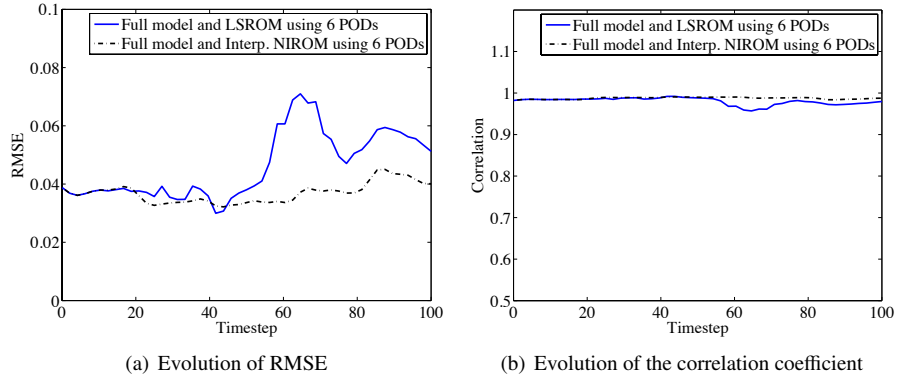 0.1
0.08
0.06
0.04
0.02
0
RMSE
Full model and LSROM using 6 PODs
Full model and Interp. NIROM using 6 PODs
0 20 40 60 80 100
Timestep
(a) Evolution of RMSE
1.1
1
0.9
0.8
0.7
0.6
0.5
Correlation
Full model and LSROM using 6 PODs
Full model and Interp. NIROM using 6 PODs
0 20 40 60 80 100
Timestep
(b) Evolution of the correlation coefficient